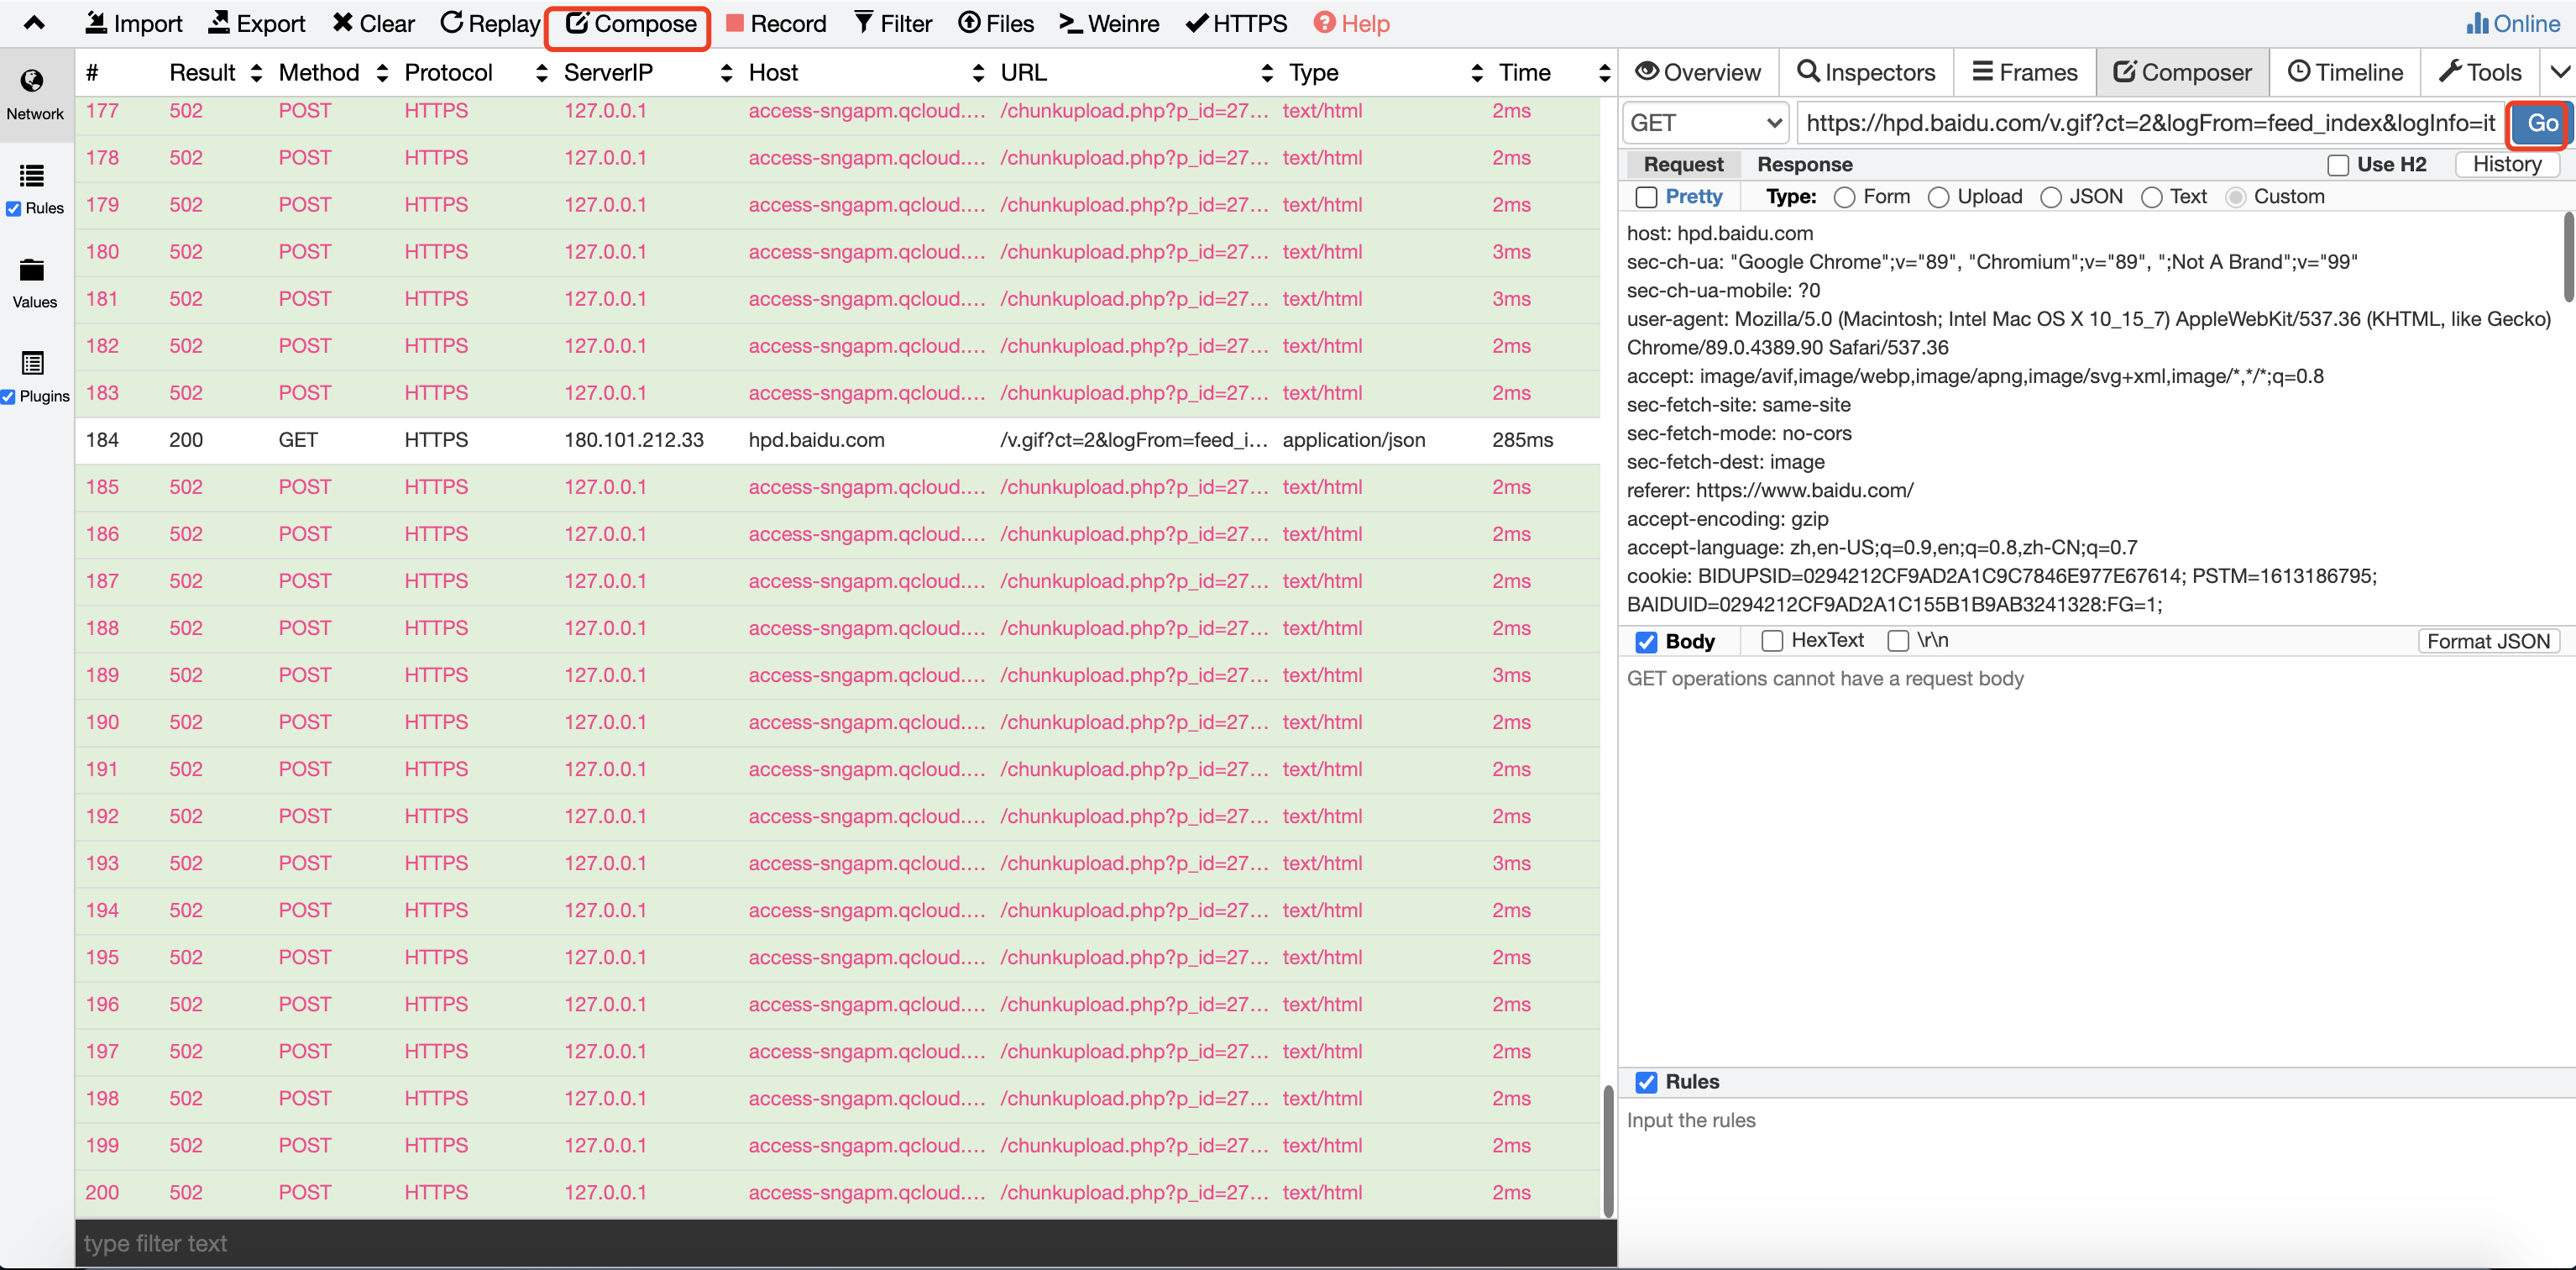 Import Export Clear Replay Compose Record Filter Files Weinre HTTPS Help Online
Network
Rules
Values
Plugins
# Result Method Protocol ServerIP Host URL Type Time
177 502 POST HTTPS 127.0.0.1 access-sngapm.qcloud.... /chunkupload.php?p_id=27... text/html 2ms
178 502 POST HTTPS 127.0.0.1 access-sngapm.qcloud.... /chunkupload.php?p_id=27... text/html 2ms
179 502 POST HTTPS 127.0.0.1 access-sngapm.qcloud.... /chunkupload.php?p_id=27... text/html 2ms
180 502 POST HTTPS 127.0.0.1 access-sngapm.qcloud.... /chunkupload.php?p_id=27... text/html 3ms
181 502 POST HTTPS 127.0.0.1 access-sngapm.qcloud.... /chunkupload.php?p_id=27... text/html 3ms
182 502 POST HTTPS 127.0.0.1 access-sngapm.qcloud.... /chunkupload.php?p_id=27... text/html 2ms
183 502 POST HTTPS 127.0.0.1 access-sngapm.qcloud.... /chunkupload.php?p_id=27... text/html 2ms
184 200 GET HTTPS 180.101.212.33 hpd.baidu.com /v.gif?ct=2&logFrom=feed_i... application/json 285ms
185 502 POST HTTPS 127.0.0.1 access-sngapm.qcloud.... /chunkupload.php?p_id=27... text/html 2ms
186 502 POST HTTPS 127.0.0.1 access-sngapm.qcloud.... /chunkupload.php?p_id=27... text/html 2ms
187 502 POST HTTPS 127.0.0.1 access-sngapm.qcloud.... /chunkupload.php?p_id=27... text/html 2ms
188 502 POST HTTPS 127.0.0.1 access-sngapm.qcloud.... /chunkupload.php?p_id=27... text/html 2ms
189 502 POST HTTPS 127.0.0.1 access-sngapm.qcloud.... /chunkupload.php?p_id=27... text/html 3ms
190 502 POST HTTPS 127.0.0.1 access-sngapm.qcloud.... /chunkupload.php?p_id=27... text/html 2ms
191 502 POST HTTPS 127.0.0.1 access-sngapm.qcloud.... /chunkupload.php?p_id=27... text/html 2ms
192 502 POST HTTPS 127.0.0.1 access-sngapm.qcloud.... /chunkupload.php?p_id=27... text/html 2ms
193 502 POST HTTPS 127.0.0.1 access-sngapm.qcloud.... /chunkupload.php?p_id=27... text/html 3ms
194 502 POST HTTPS 127.0.0.1 access-sngapm.qcloud.... /chunkupload.php?p_id=27... text/html 2ms
195 502 POST HTTPS 127.0.0.1 access-sngapm.qcloud.... /chunkupload.php?p_id=27... text/html 2ms
196 502 POST HTTPS 127.0.0.1 access-sngapm.qcloud.... /chunkupload.php?p_id=27... text/html 2ms
197 502 POST HTTPS 127.0.0.1 access-sngapm.qcloud.... /chunkupload.php?p_id=27... text/html 2ms
198 502 POST HTTPS 127.0.0.1 access-sngapm.qcloud.... /chunkupload.php?p_id=27... text/html 2ms
199 502 POST HTTPS 127.0.0.1 access-sngapm.qcloud.... /chunkupload.php?p_id=27... text/html 2ms
200 502 POST HTTPS 127.0.0.1 access-sngapm.qcloud.... /chunkupload.php?p_id=27... text/html 2ms
type filter text
Overview Inspectors Frames Composer Timeline Tools
GET https://hpd.baidu.com/v.gif?ct=2&logFrom=feed_index&logInfo=it Go
Request Response Use H2 History
Pretty Type: Form Upload JSON Text Custom
host: hpd.baidu.com
sec-ch-ua: "Google Chrome";v="89", "Chromium";v="89", ";Not A Brand";v="99"
sec-ch-ua-mobile: ?0
user-agent: Mozilla/5.0 (Macintosh; Intel Mac OS X 10_15_7) AppleWebKit/537.36 (KHTML, like Gecko)
Chrome/89.0.4389.90 Safari/537.36
accept: image/avif,image/webp,image/apng,image/svg+xml,image/*,*/*;q=0.8
sec-fetch-site: same-site
sec-fetch-mode: no-cors
sec-fetch-dest: image
referer: https://www.baidu.com/
accept-encoding: gzip
accept-language: zh,en-US;q=0.9,en;q=0.8,zh-CN;q=0.7
cookie: BIDUPSID=0294212CF9AD2A1C9C7846E977E67614; PSTM=1613186795;
BAIDUID=0294212CF9AD2A1C155B1B9AB3241328:FG=1;
Body HexText \r\n Format JSON
GET operations cannot have a request body
Rules
Input the rules